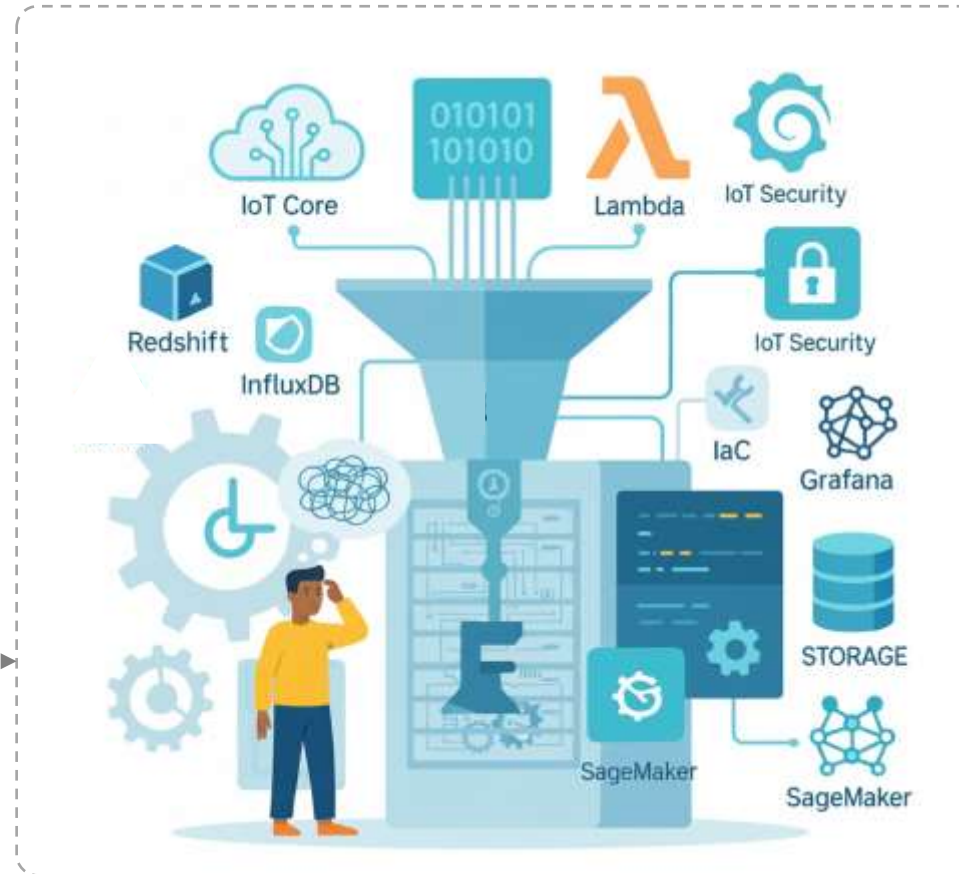 010101
101010
IoT Core
Lambda
IoT Security
Redshift
IoT Security
InfluxDB
IaC
Grafana
STORAGE
SageMaker
SageMaker